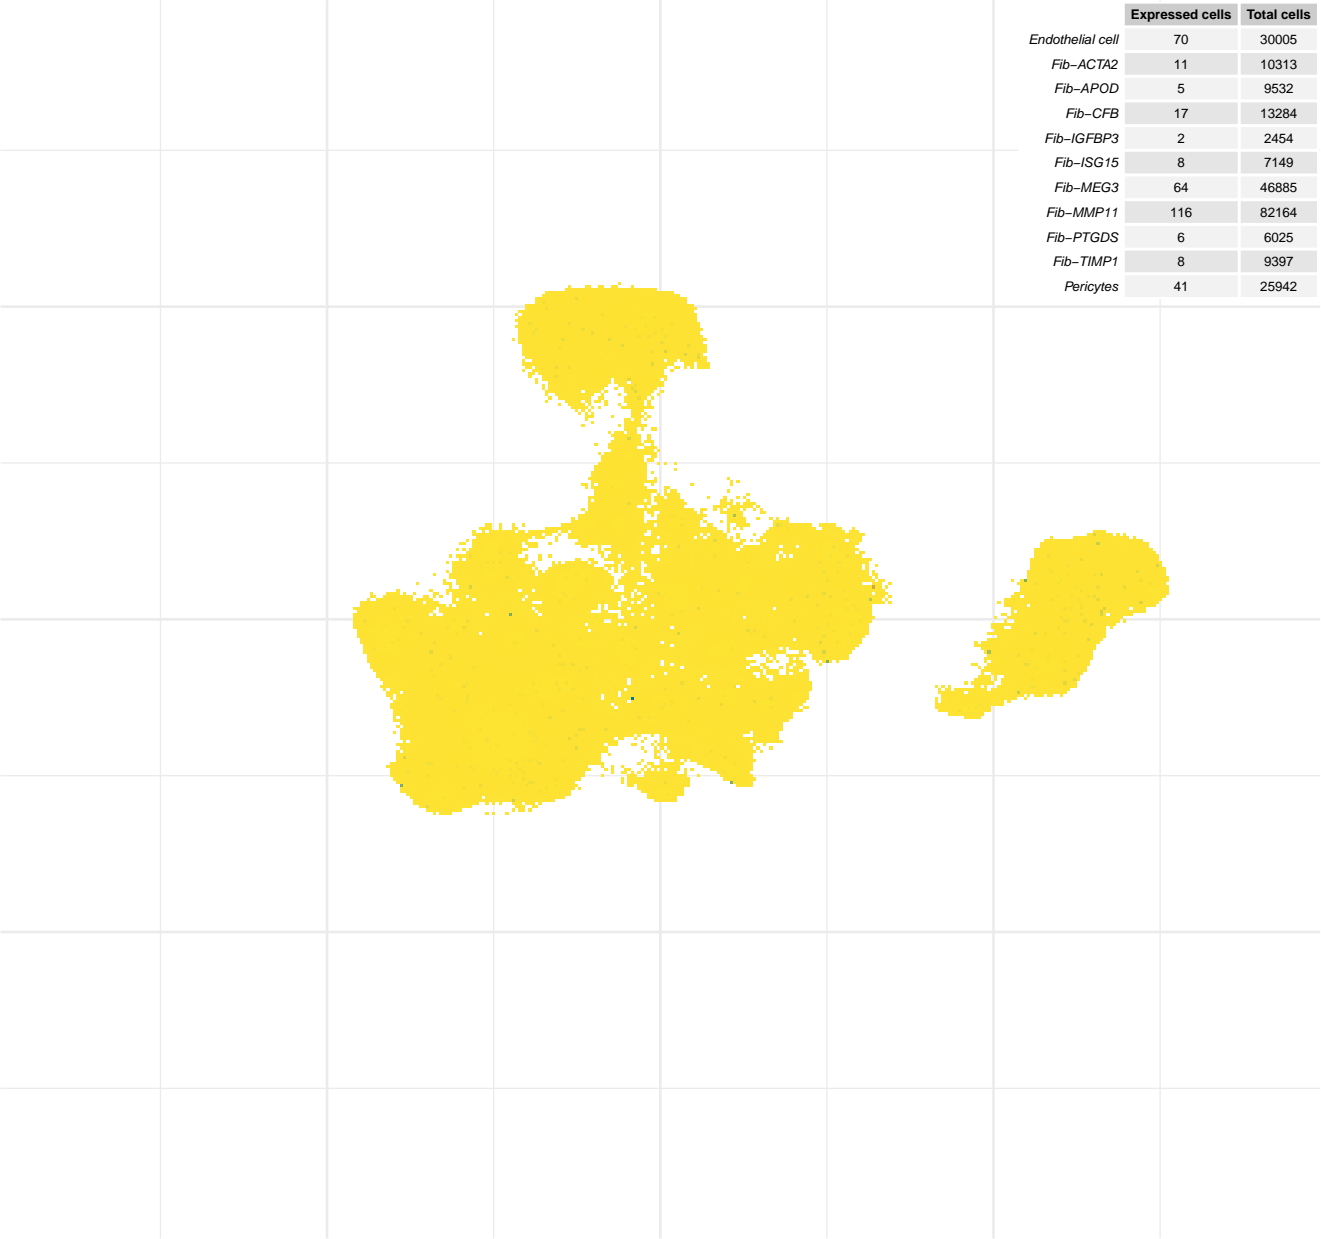 Expressed cells Total cells
Endothelial cell 70 30005
Fib−ACTA2 11 10313
Fib−APOD 5 9532
Fib−CFB 17 13284
Fib−IGFBP3 2 2454
Fib−ISG15 8 7149
Fib−MEG3 64 46885
Fib−MMP11 116 82164
Fib−PTGDS 6 6025
Fib−TIMP1 8 9397
Pericytes 41 25942